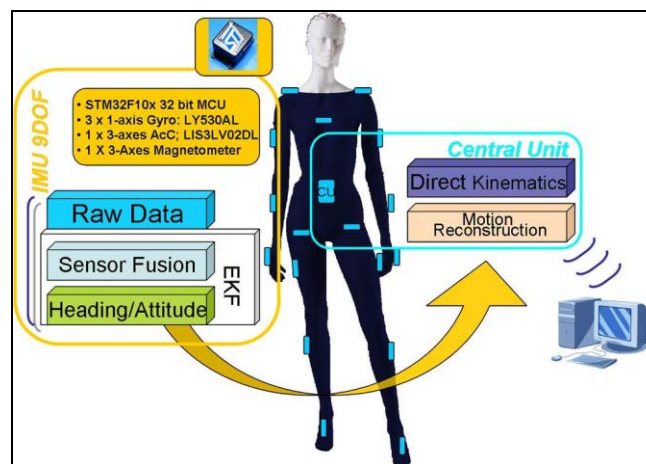 • STM32F10x 32 bit MCU
• 3 x 1-axis Gyro: LY530AL
• 1 x 3-axes AcC; LIS3LV02DL
• 1 X 3-Axes Magnetometer
IMU 9DOF
Raw Data
Sensor Fusion
Heading/Attitude
EKF
CU
Central Unit
Direct Kinematics
Motion
Reconstruction